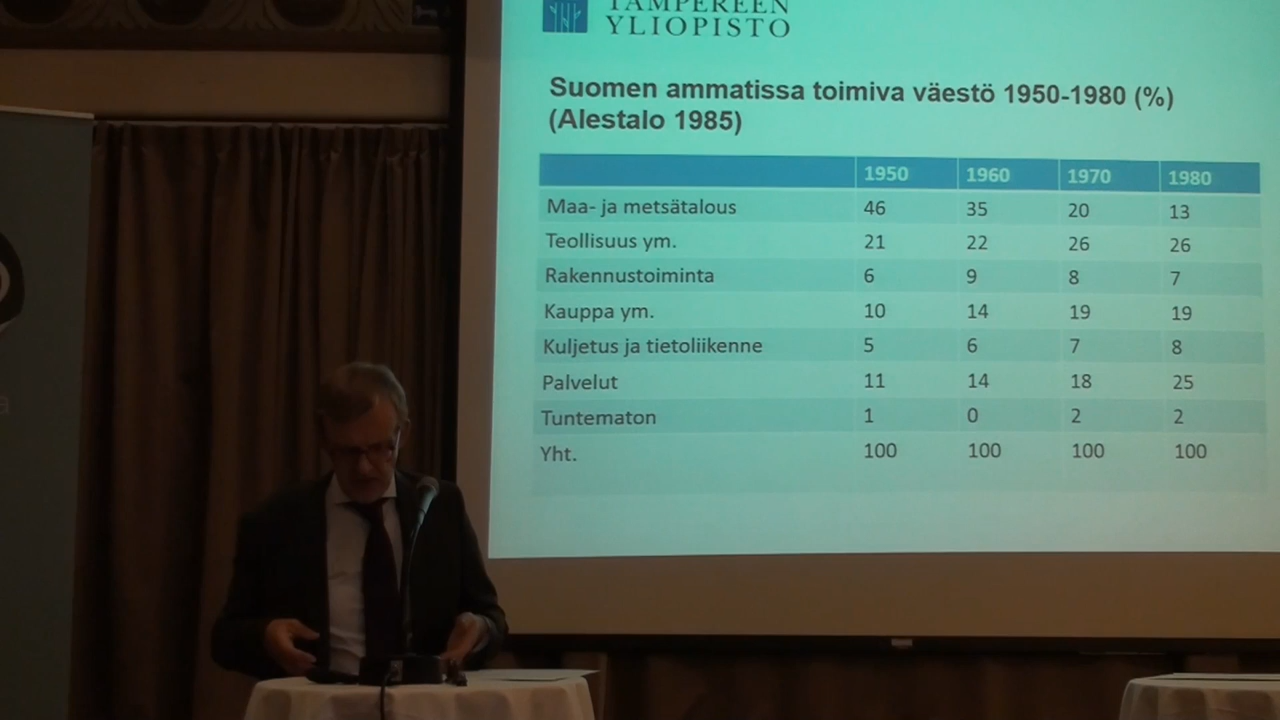 TAMPEREEN
YLIOPISTO
Suomen ammatissa toimiva väestö 1950-1980 (%)
(Alestalo 1985)
1950 1960 1970 1980
Maa- ja metsätalous 46 35 20 13
Teollisuus ym. 21 22 26 26
Rakennustoiminta 6 9 8 7
Kauppa ym. 10 14 19 19
Kuljetus ja tietoliikenne 5 6 7 8
Palvelut 11 14 18 25
Tuntematon 1 0 2 2
Yht. 100 100 100 100